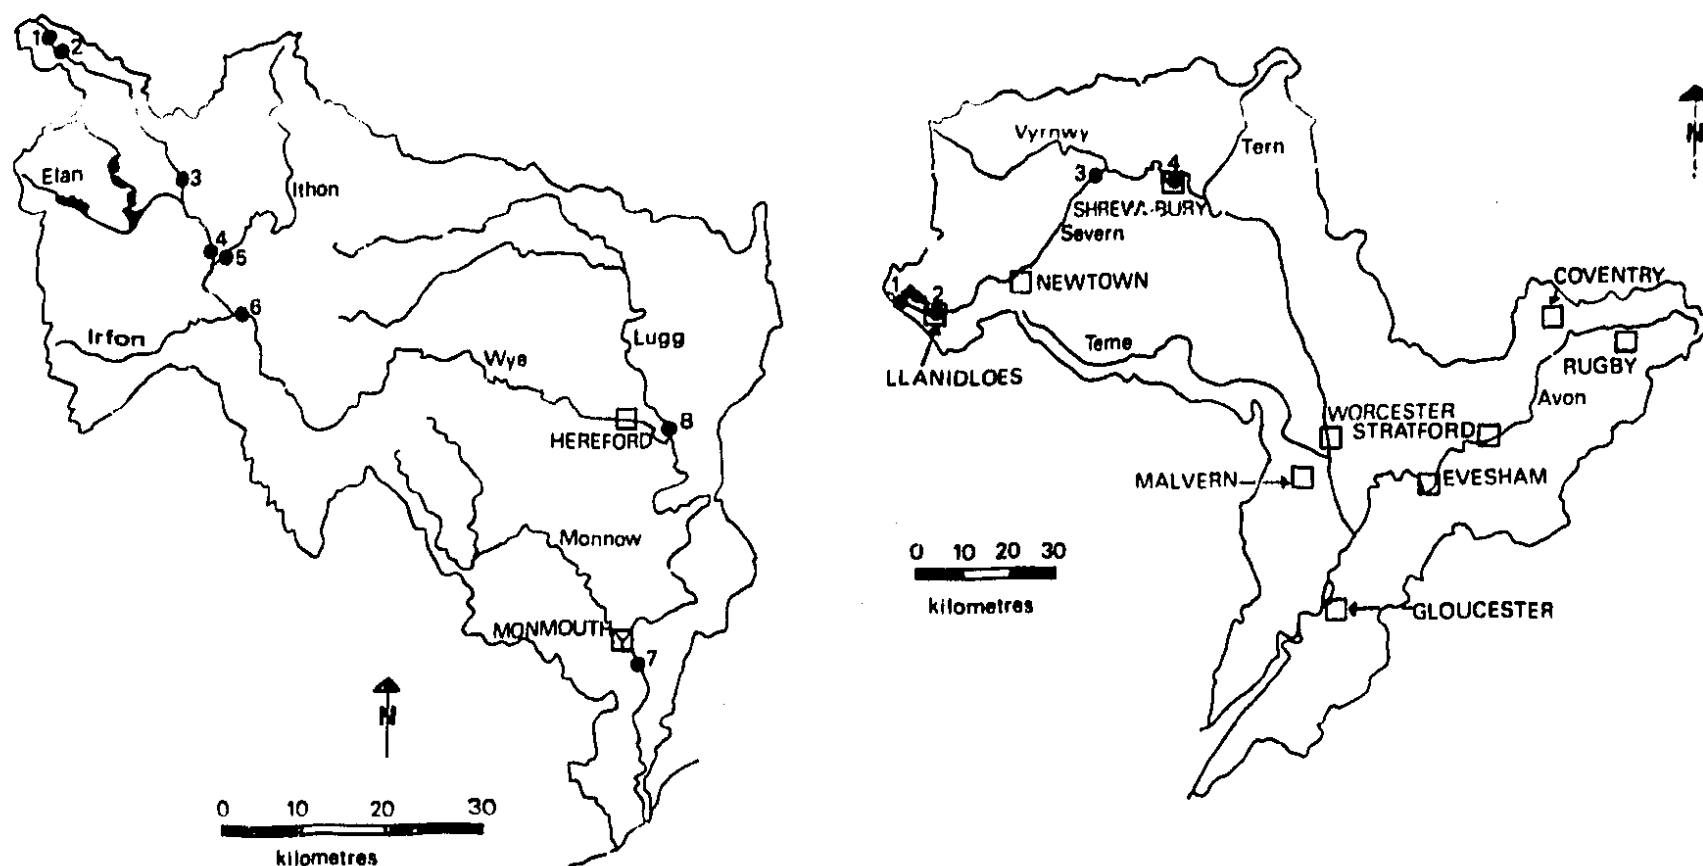 1
2
Elan
3
Ithon
4
5
6
Irfon
Wye
Lugg
HEREFORD
8
Monnow
MONMOUTH
7
N
0 10 20 30
kilometres
Vyrnwy
Tern
N
3
4
SHREWSBURY
Severn
1
2
NEWTOWN
LLANIDLOES
Teme
COVENTRY
RUGBY
Avon
WORCESTER
STRATFORD
MALVERN
EVESHAM
0 10 20 30
kilometres
GLOUCESTER